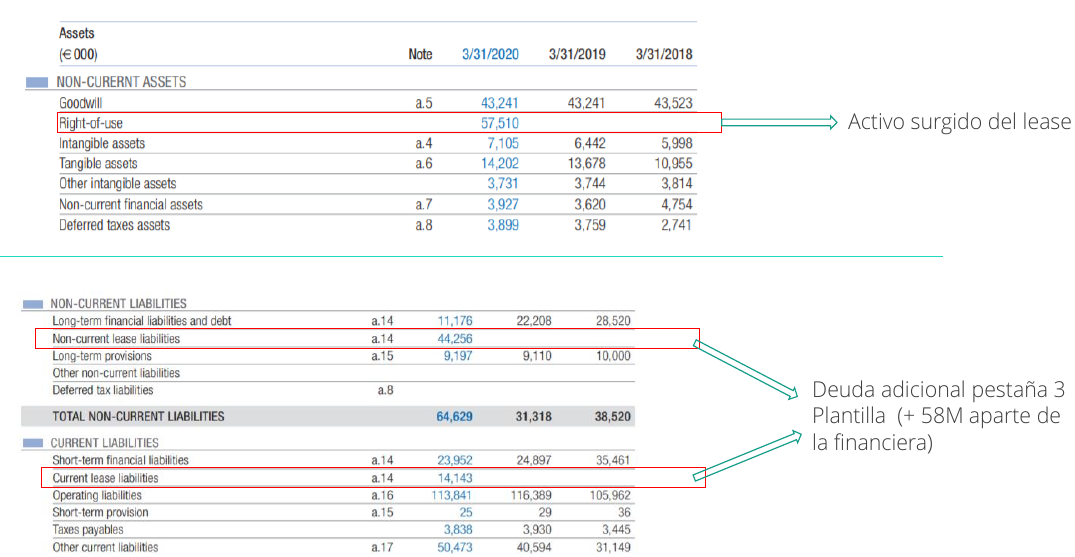 Assets
(€ 000) Note 3/31/2020 3/31/2019 3/31/2018
NON-CURERNT ASSETS
Goodwill a.5 43,241 43,241 43,523
Right-of-use 57,510
Activo surgido del lease
Intangible assets a.4 7,105 6,442 5,998
Tangible assets a.6 14,202 13,678 10,955
Other intangible assets 3,731 3,744 3,814
Non-current financial assets a.7 3,927 3,620 4,754
Deferred taxes assets a.8 3,899 3,759 2,741
NON-CURRENT LIABILITIES
Long-term financial liabilities and debt a.14 11,176 22,208 28,520
Non-current lease liabilities a.14 44,256
Long-term provisions a.15 9,197 9,110 10,000
Other non-current liabilities
Deferred tax liabilities a.8
TOTAL NON-CURRENT LIABILITIES 64,629 31,318 38,520
CURRENT LIABILITIES
Short-term financial liabilities a.14 23,952 24,897 35,461
Current lease liabilities a.14 14,143
Operating liabilities a.16 113,841 116,389 105,962
Short-term provision a.15 25 29 36
Taxes payables 3,838 3,930 3,445
Other current liabilities a.17 50,473 40,594 31,149
Deuda adicional pestaña 3
Plantilla (+ 58M aparte de
la financiera)